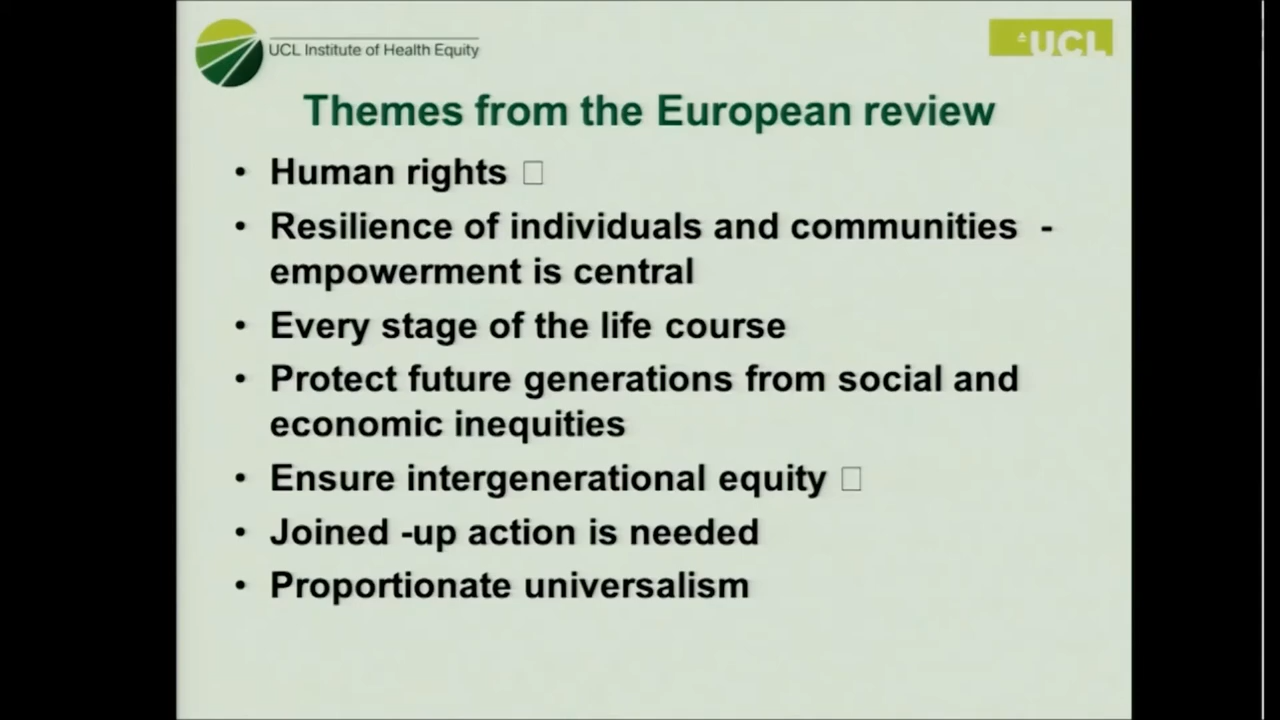 UCL Institute of Health Equity
UCL
Themes from the European review
• Human rights □
• Resilience of individuals and communities -
empowerment is central
• Every stage of the life course
• Protect future generations from social and
economic inequities
• Ensure intergenerational equity □
• Joined -up action is needed
• Proportionate universalism